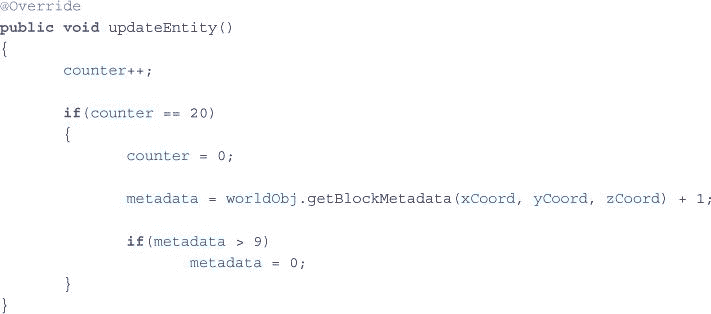 @Override
public void updateEntity()
{
counter++;
if(counter == 20)
{
counter = 0;
metadata = worldObj.getBlockMetadata(xCoord, yCoord, zCoord) + 1;
if(metadata > 9)
metadata = 0;
}
}